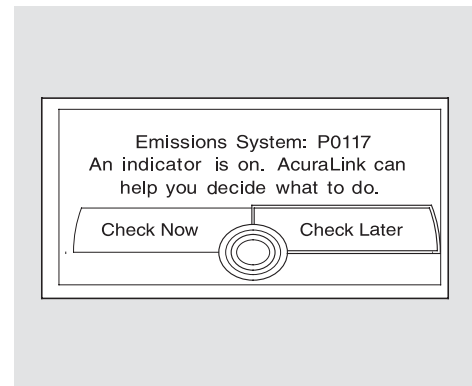 Emissions System: P0117
An indicator is on. AcuraLink can
help you decide what to do.
Check Now
Check Later